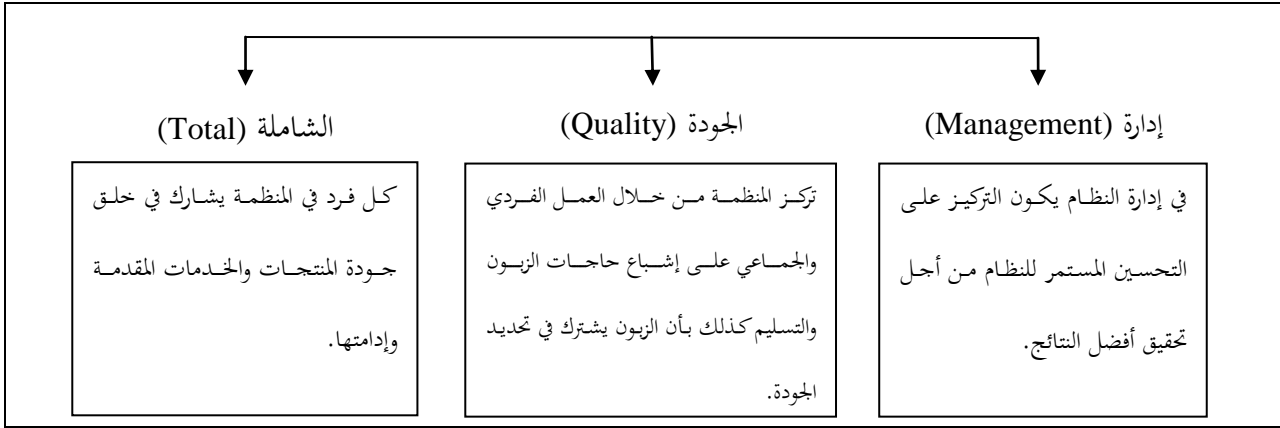 إدارة (Management)
في إدارة النظام يكون التركيز على
التحسين المستمر للنظام من أجل
تحقيق أفضل النتائج.
الجودة (Quality)
تركز المنظمة من خلال العمل الفردي
والجماعي على إشباع حاجات الزبون
والتسليم كذلك بأن الزبون يشترك في تحديد
الجودة.
الشاملة (Total)
كل فرد في المنظمة يشارك في خلق
جودة المنتجات والخدمات المقدمة
وإدامتها.